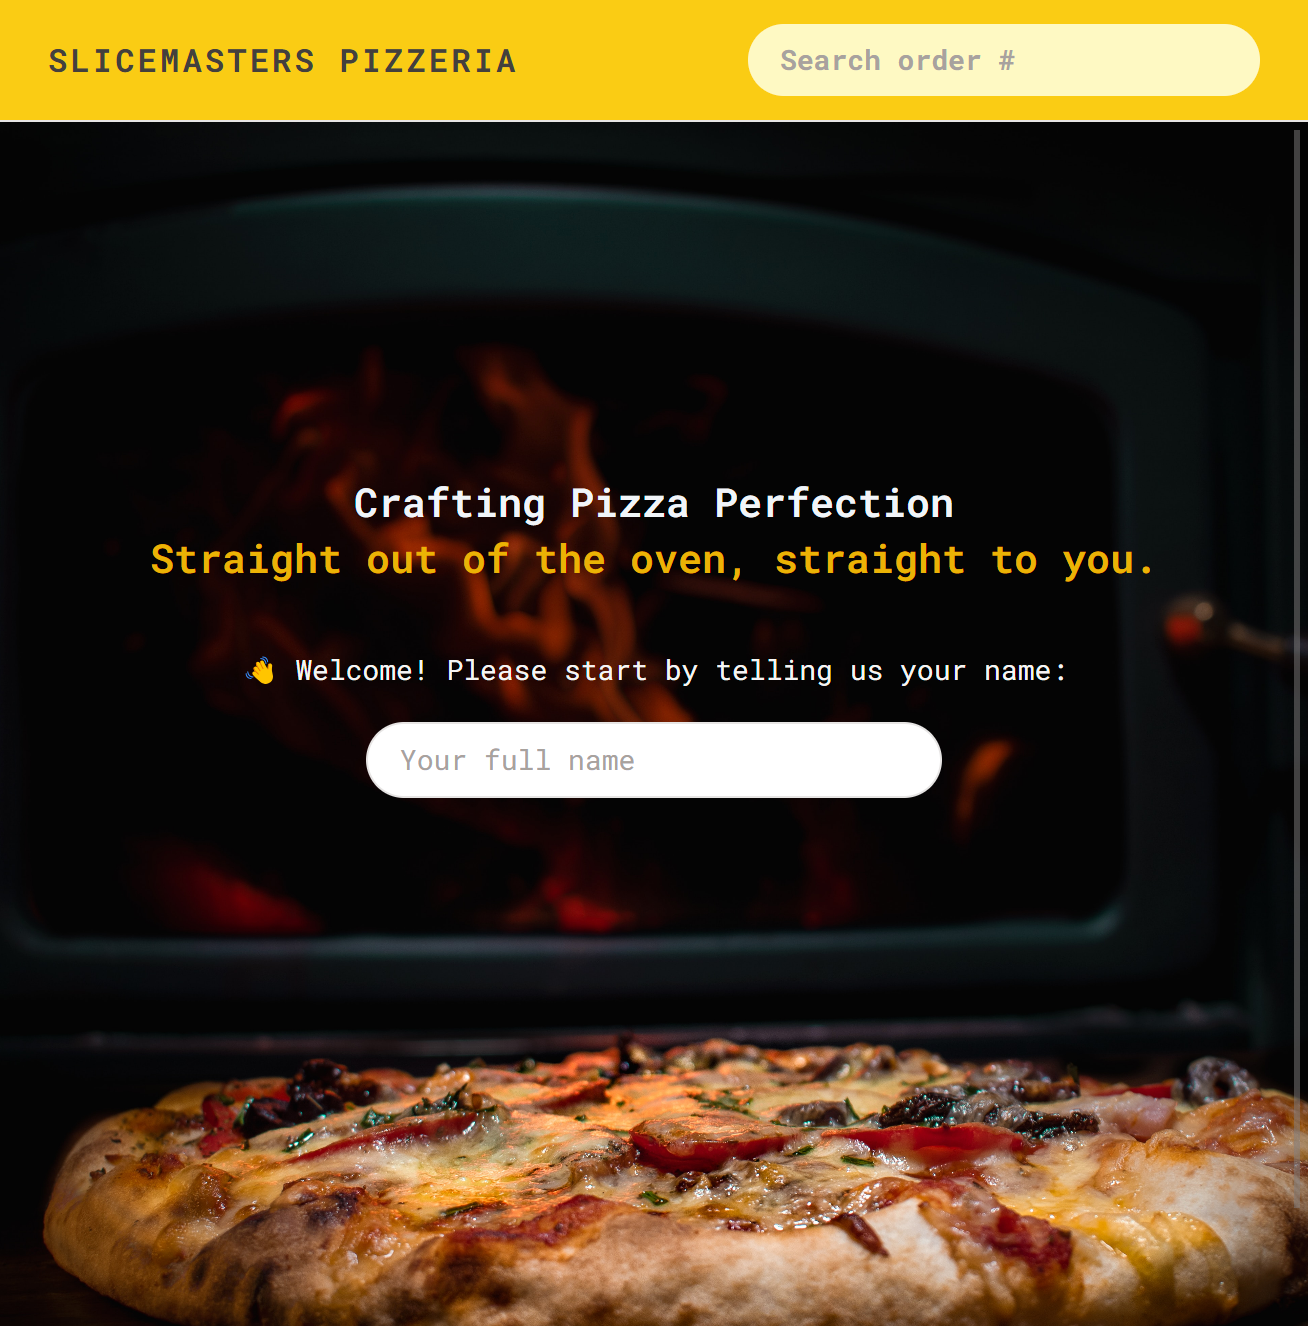 SLICEMASTERS PIZZERIA
Search order #
Crafting Pizza Perfection
Straight out of the oven, straight to you.
👋 Welcome! Please start by telling us your name:
Your full name